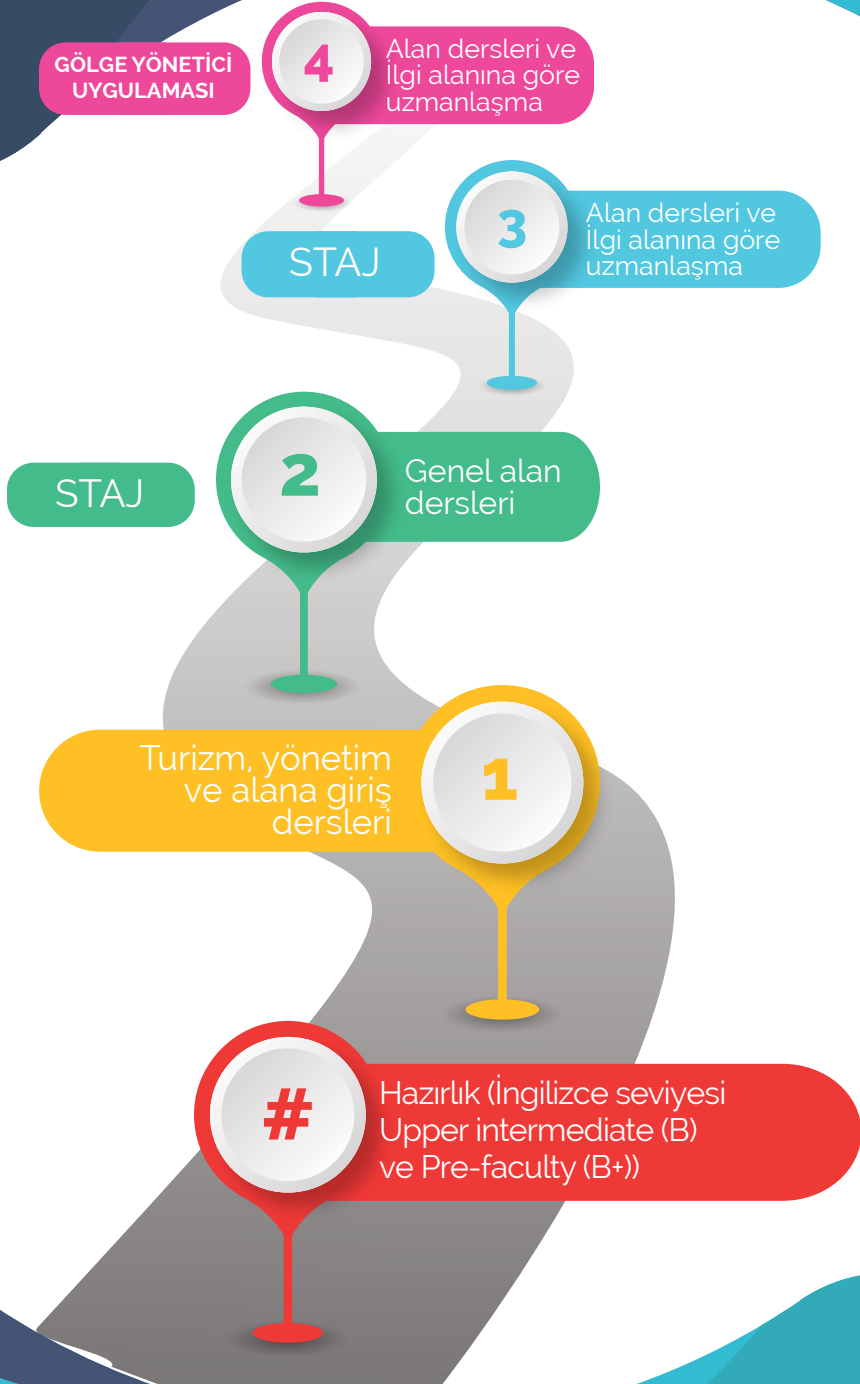 GÖLGE YÖNETİCİ
UYGULAMASI
4
Alan dersleri ve
İlgi alanına göre
uzmanlaşma
STAJ
3
Alan dersleri ve
İlgi alanına göre
uzmanlaşma
STAJ
2
Genel alan
dersleri
Turizm, yönetim
ve alana giriş
dersleri
1
#
Hazırlık (İngilizce seviyesi
Upper intermediate (B)
ve Pre-faculty (B+))